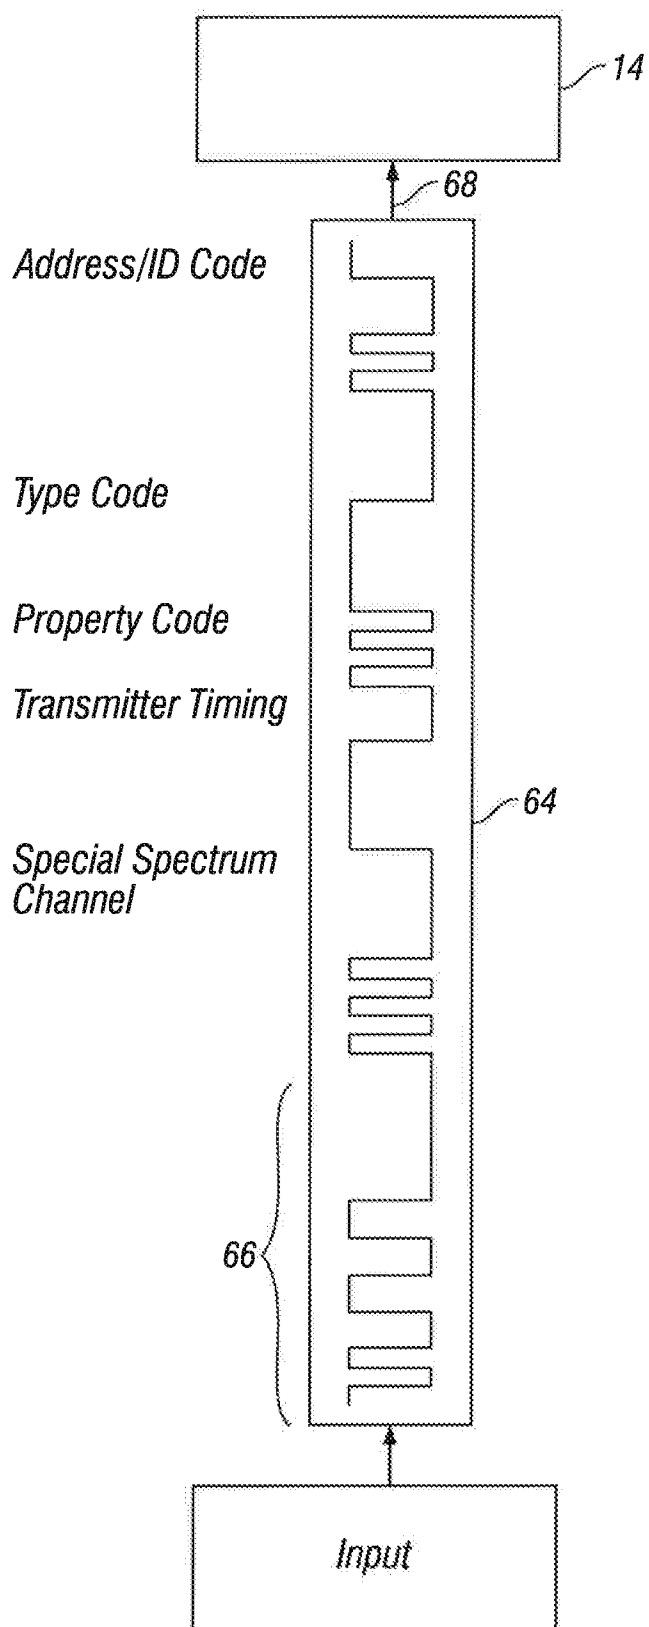 14
68
Address/ID Code
Type Code
Property Code
Transmitter Timing
64
Special Spectrum
Channel
66
Input